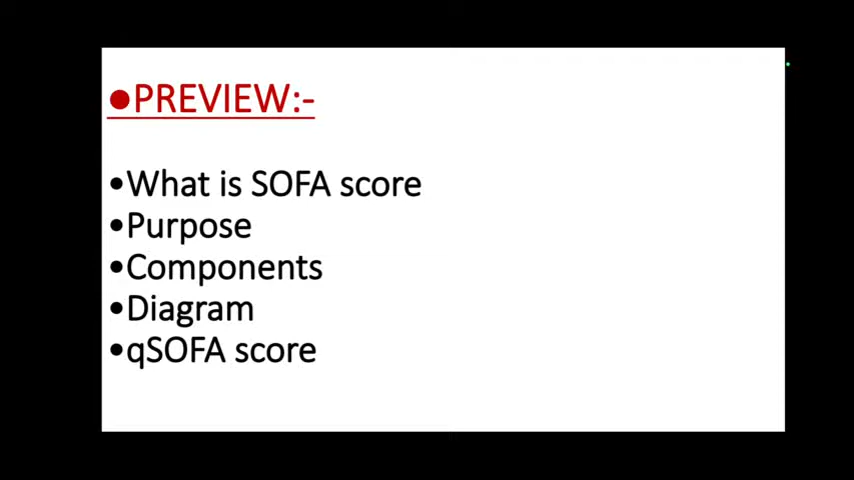 ●PREVIEW:-
•What is SOFA score
•Purpose
•Components
•Diagram
•qSOFA score